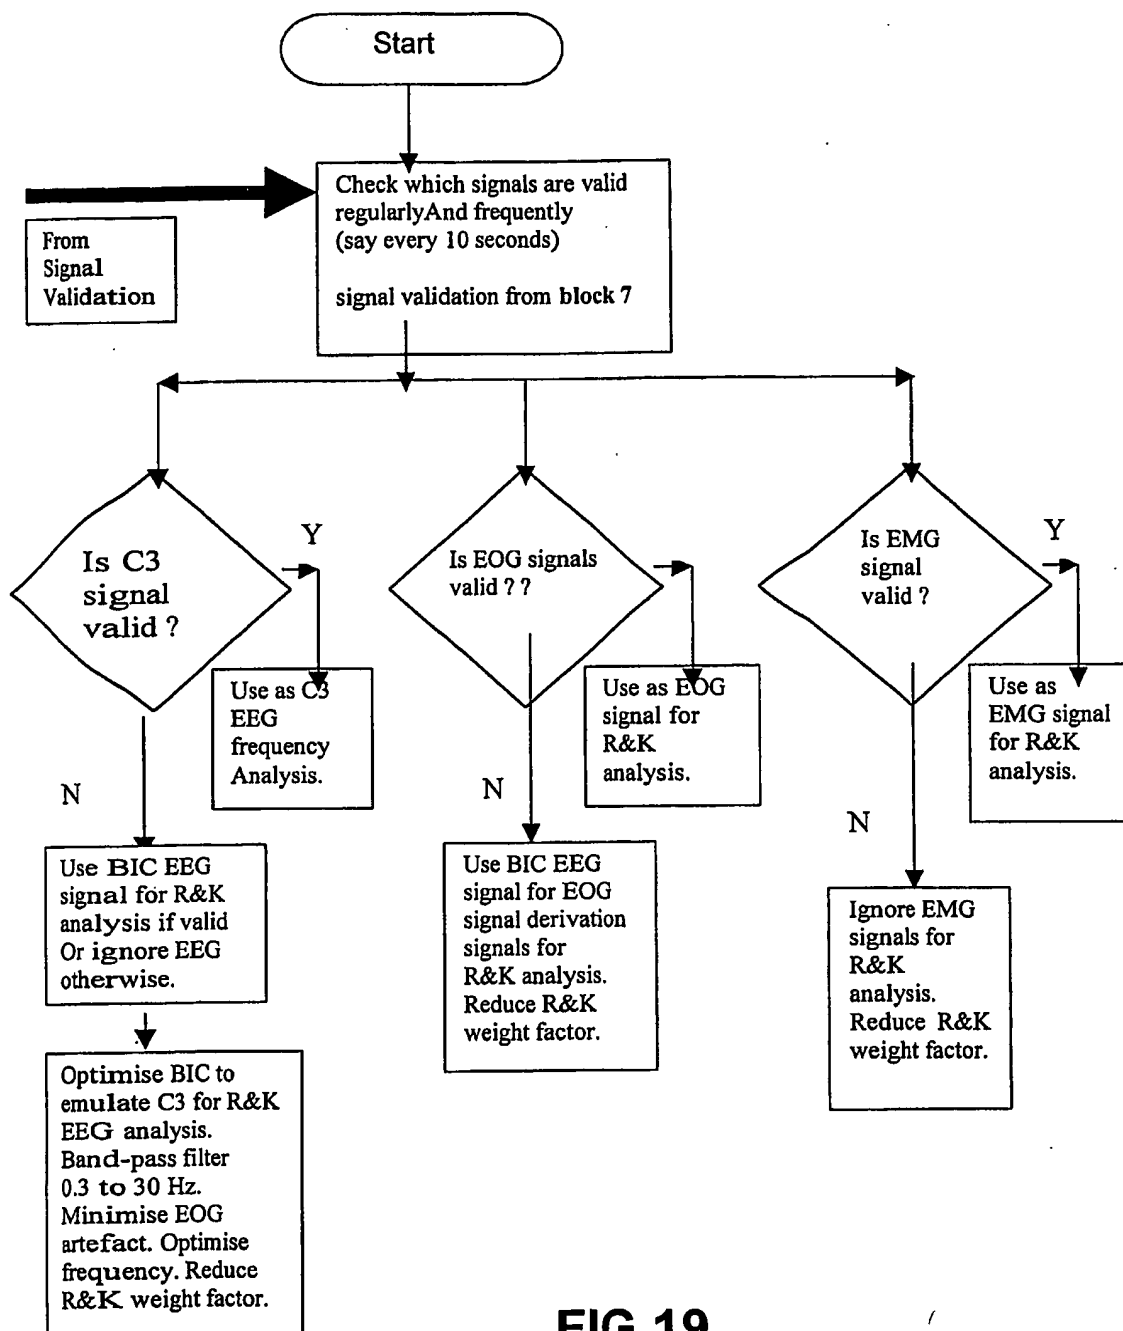 Start
Check which signals are valid
regularlyAnd frequently
(say every 10 seconds)
signal validation from block 7
From
Signal
Validation
Is C3
signal
valid ?
Y
Is EOG signals
valid ? ?
Is EMG
signal
valid ?
Y
Use as C3
EEG
frequency
Analysis.
Use as EOG
signal for
R&K
analysis.
Use as
EMG signal
for R&K
analysis.
N
N
N
Use BIC EEG
signal for R&K
analysis if valid
Or ignore EEG
otherwise.
Use BIC EEG
signal for EOG
signal derivation
signals for
R&K analysis.
Reduce R&K
weight factor.
Ignore EMG
signals for
R&K
analysis.
Reduce R&K
weight factor.
Optimise BIC to
emulate C3 for R&K
EEG analysis.
Band-pass filter
0.3 to 30 Hz.
Minimise EOG
artefact. Optimise
frequency. Reduce
R&K weight factor.
FIG 19